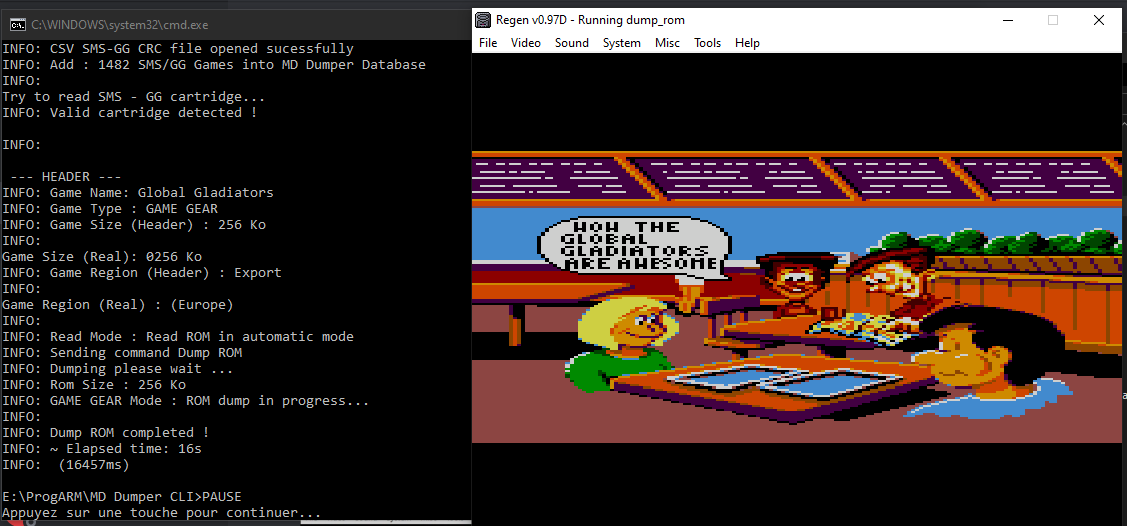 C:\WINDOWS\system32\cmd.exe
INFO: CSV SMS-GG CRC file opened sucessfully
INFO: Add : 1482 SMS/GG Games into MD Dumper Database
INFO:
Try to read SMS - GG cartridge...
INFO: Valid cartridge detected !
INFO:
--- HEADER ---
INFO: Game Name: Global Gladiators
INFO: Game Type : GAME GEAR
INFO: Game Size (Header) : 256 Ko
INFO:
Game Size (Real): 0256 Ko
INFO: Game Region (Header) : Export
INFO:
Game Region (Real) : (Europe)
INFO:
INFO: Read Mode : Read ROM in automatic mode
INFO: Sending command Dump ROM
INFO: Dumping please wait ...
INFO: Rom Size : 256 Ko
INFO: GAME GEAR Mode : ROM dump in progress...
INFO:
INFO: Dump ROM completed !
INFO: ~ Elapsed time: 16s
INFO:  (16457ms)
E:\ProgARM\MD Dumper CLI>PAUSE
Appuyez sur une touche pour continuer...
Regen v0.97D - Running dump_rom
File Video Sound System Misc Tools Help
WOW THE
GLOBAL
GLADIATORS
ARE AWESOME